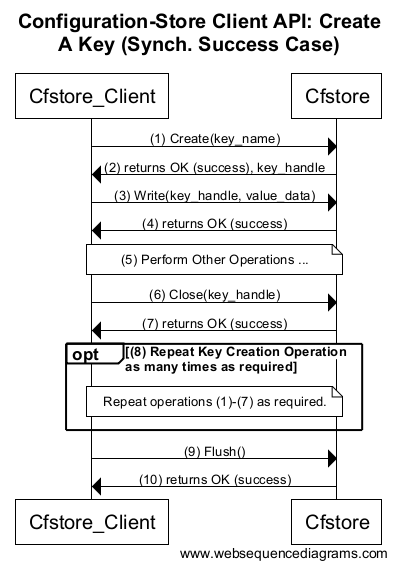 Configuration-Store Client API: Create
A Key (Synch. Success Case)
Cfstore_Client Cfstore
(1) Create(key_name)
(2) returns OK (success), key_handle
(3) Write(key_handle, value_data)
(4) returns OK (success)
(5) Perform Other Operations ...
(6) Close(key_handle)
(7) returns OK (success)
opt [(8) Repeat Key Creation Operation
as many times as required]
Repeat operations (1)-(7) as required.
(9) Flush()
(10) returns OK (success)
Cfstore_Client Cfstore
www.websequencediagrams.com